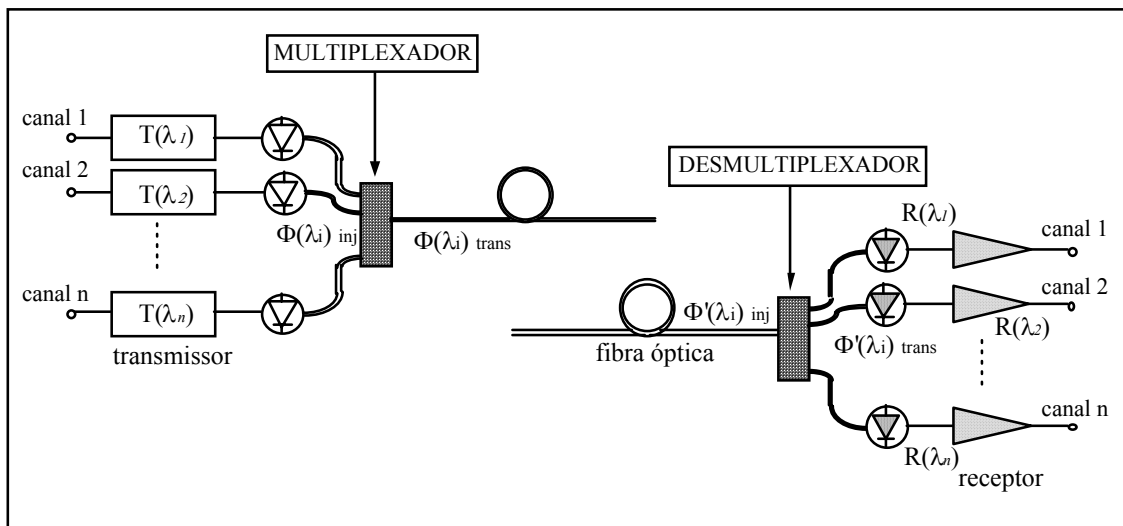 MULTIPLEXADOR
canal 1
T(λ1)
canal 2
T(λ2)
Φ(λi) inj
Φ(λi) trans
canal n
T(λn)
transmissor
DESMULTIPLEXADOR
R(λ1)
canal 1
canal 2
R(λ2)
Φ'(λi) inj
Φ'(λi) trans
fibra óptica
canal n
R(λn)
receptor